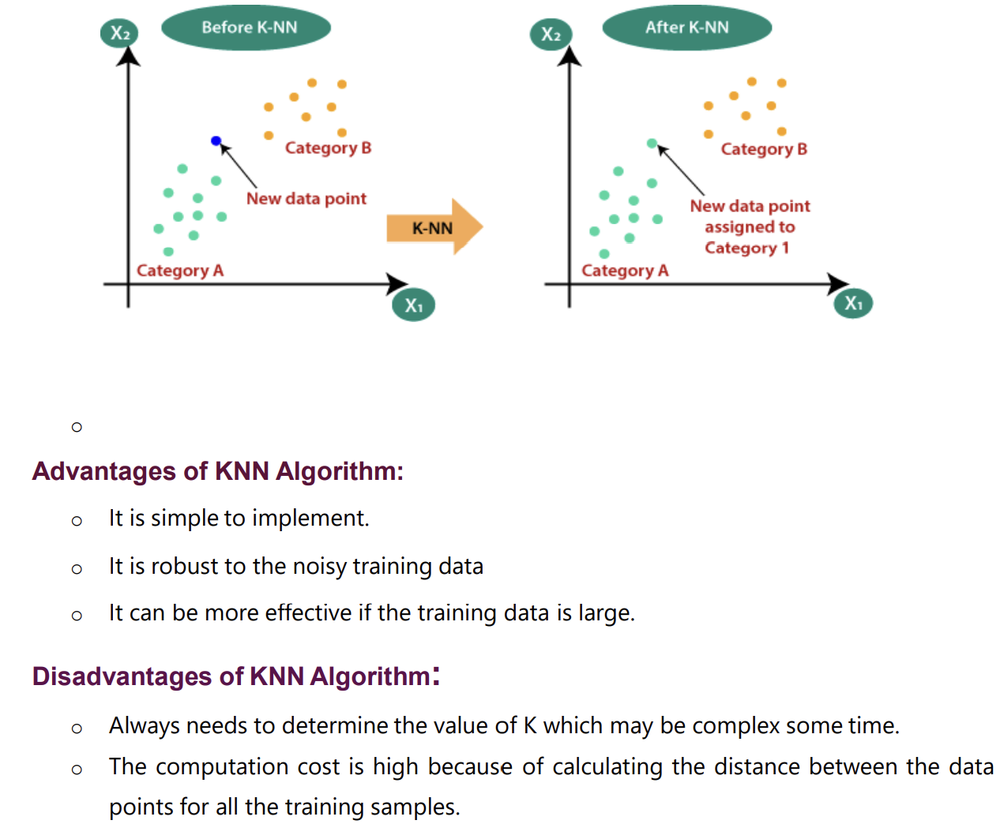 X₂
Before K-NN
X₂
After K-NN
Category B
Category B
New data point
New data point
assigned to
Category 1
K-NN
Category A
Category A
X₁
X₁
Advantages of KNN Algorithm:
It is simple to implement.
It is robust to the noisy training data
It can be more effective if the training data is large.
Disadvantages of KNN Algorithm:
Always needs to determine the value of K which may be complex some time.
The computation cost is high because of calculating the distance between the data
points for all the training samples.